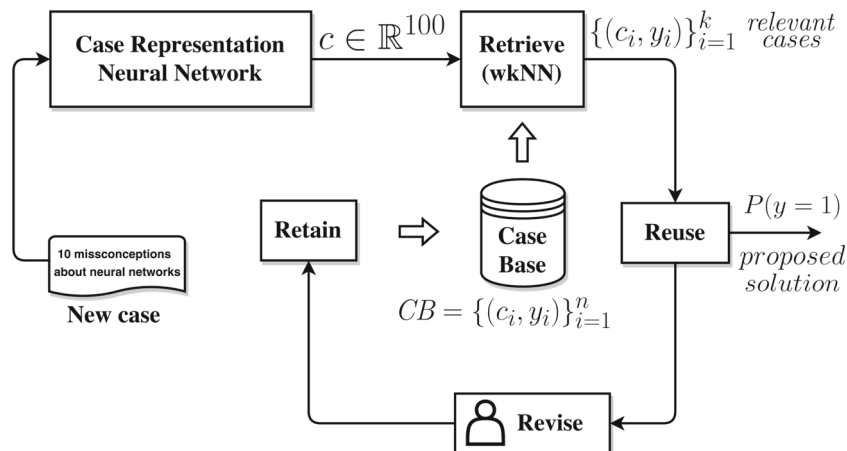 Case Representation
Neural Network
c ∈ ℝ^100
Retrieve
(wkNN)
{(c_i, y_i)}_{i=1}^k relevant
cases
10 missconceptions
about neural networks
New case
Retain
Case
Base
CB = {(c_i, y_i)}_{i=1}^n
Reuse
P(y = 1)
proposed
solution
Revise